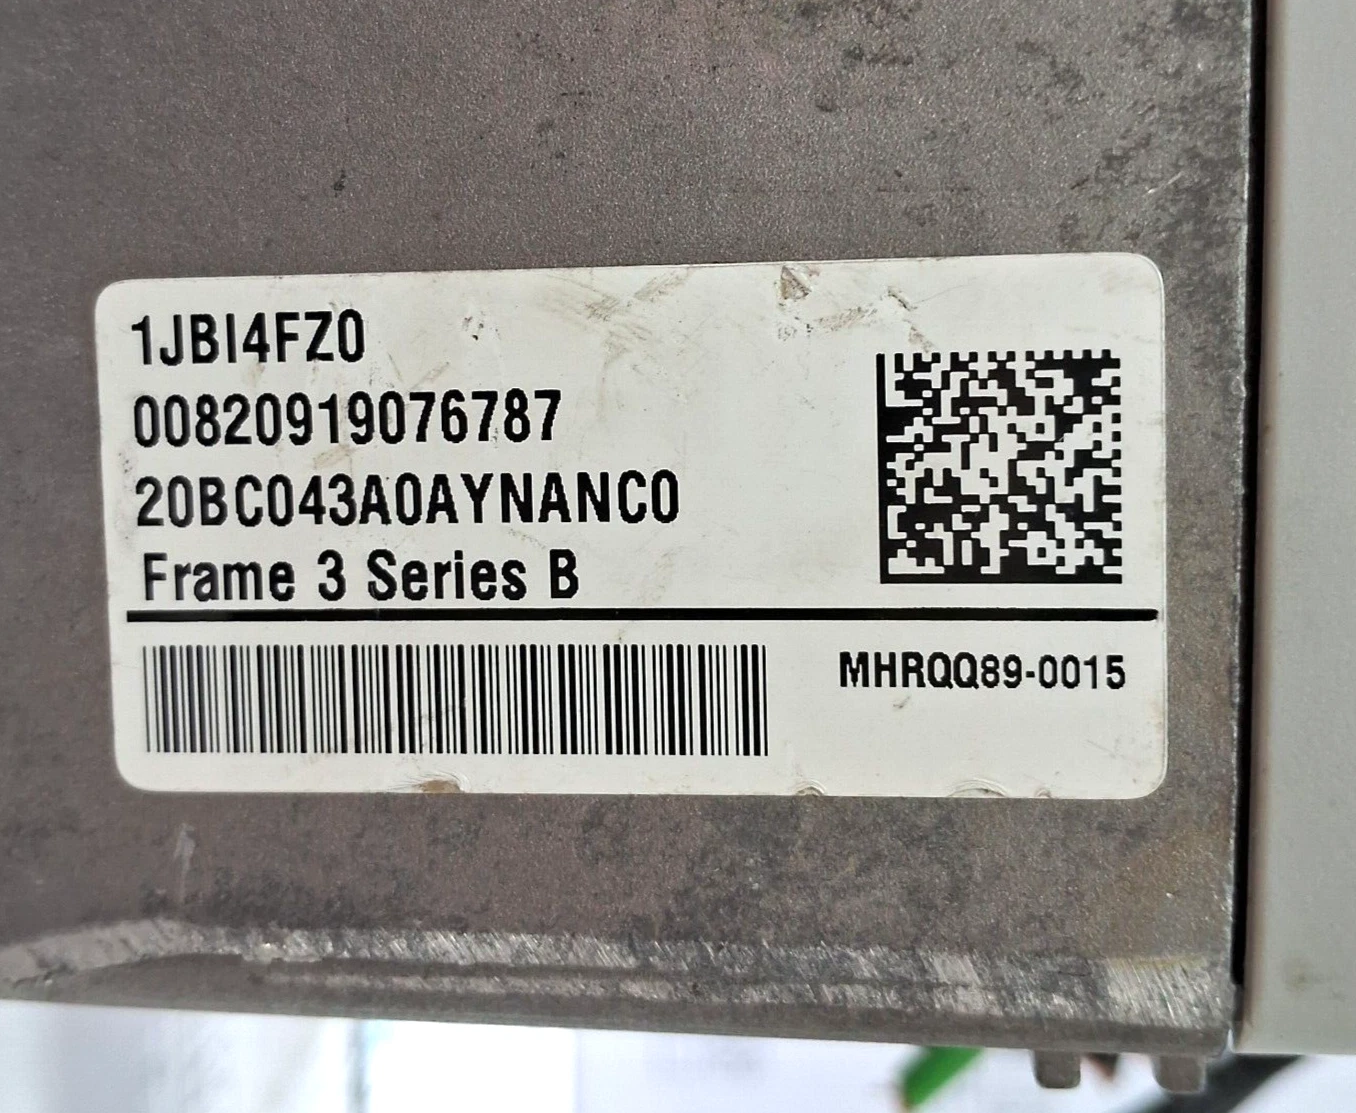 1JBI4FZ0
00820919076787
20BC043A0AYNANC0
Frame 3 Series B
MHRQQ89-0015